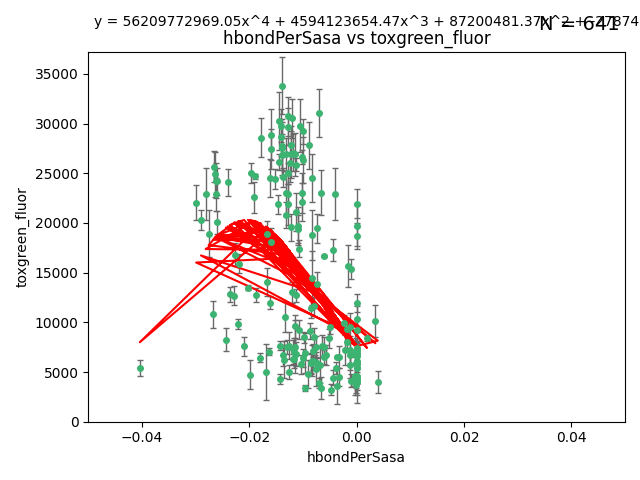 y = 56209772969.05x^4 + 4594123654.47x^3 + 87200481.37x^2 +
N = 641
hbondPerSasa vs toxgreen_fluor
35000
30000
25000
20000
15000
10000
5000
0
toxgreen_fluor
−0.04 −0.02 0.00 0.02 0.04
hbondPerSasa